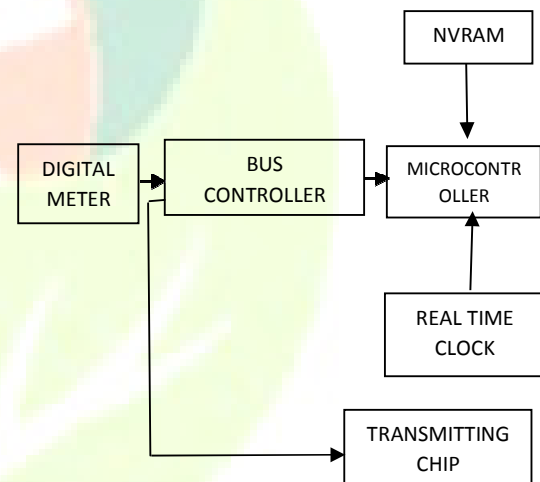 NVRAM
DIGITAL
METER
BUS
CONTROLLER
MICROCONTR
OLLER
REAL TIME
CLOCK
TRANSMITTING
CHIP